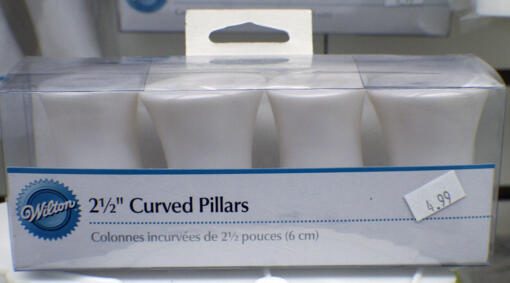 Wilton
2½" Curved Pillars
4.99
Colonnes incurvées de 2½ pouces (6 cm)